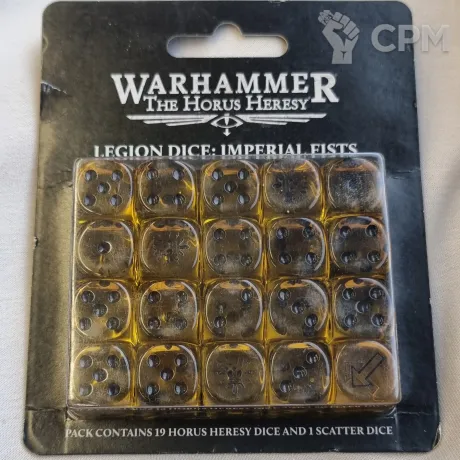 CPM
WARHAMMER
THE HORUS HERESY
LEGION DICE: IMPERIAL FISTS
PACK CONTAINS 19 HORUS HERESY DICE AND 1 SCATTER DICE